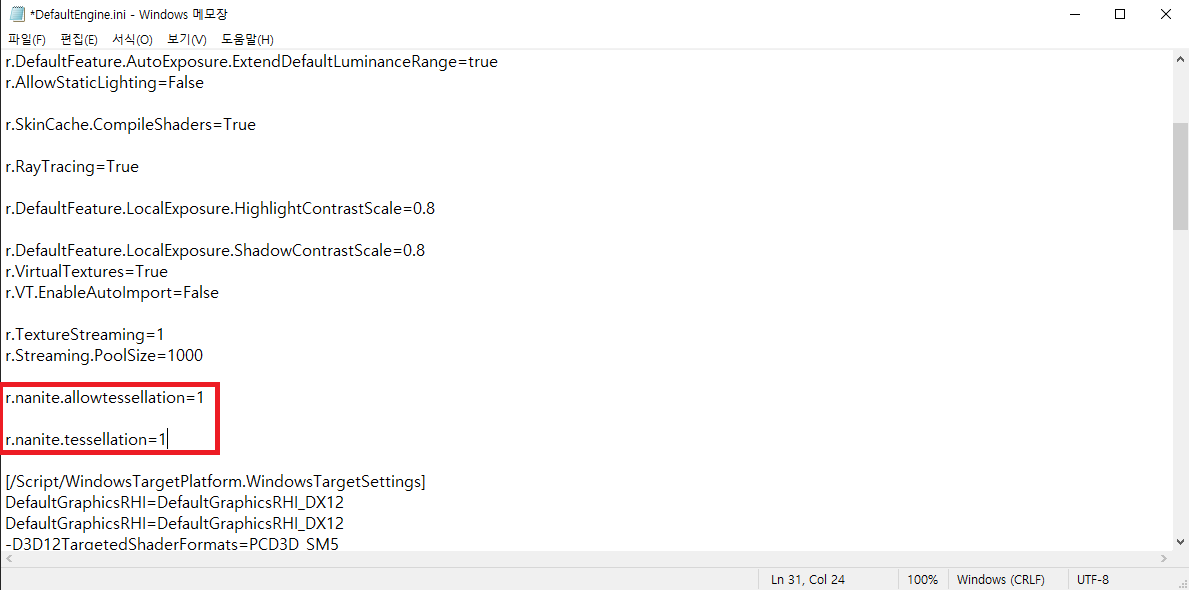 *DefaultEngine.ini - Windows 메모장
파일(F) 편집(E) 서식(O) 보기(V) 도움말(H)
r.DefaultFeature.AutoExposure.ExtendDefaultLuminanceRange=true
r.AllowStaticLighting=False
r.SkinCache.CompileShaders=True
r.RayTracing=True
r.DefaultFeature.LocalExposure.HighlightContrastScale=0.8
r.DefaultFeature.LocalExposure.ShadowContrastScale=0.8
r.VirtualTextures=True
r.VT.EnableAutoImport=False
r.TextureStreaming=1
r.Streaming.PoolSize=1000
r.nanite.allowtessellation=1
r.nanite.tessellation=1
[/Script/WindowsTargetPlatform.WindowsTargetSettings]
DefaultGraphicsRHI=DefaultGraphicsRHI_DX12
DefaultGraphicsRHI=DefaultGraphicsRHI_DX12
-D3D12TargetedShaderFormats=PCD3D_SM5
Ln 31, Col 24 100% Windows (CRLF) UTF-8